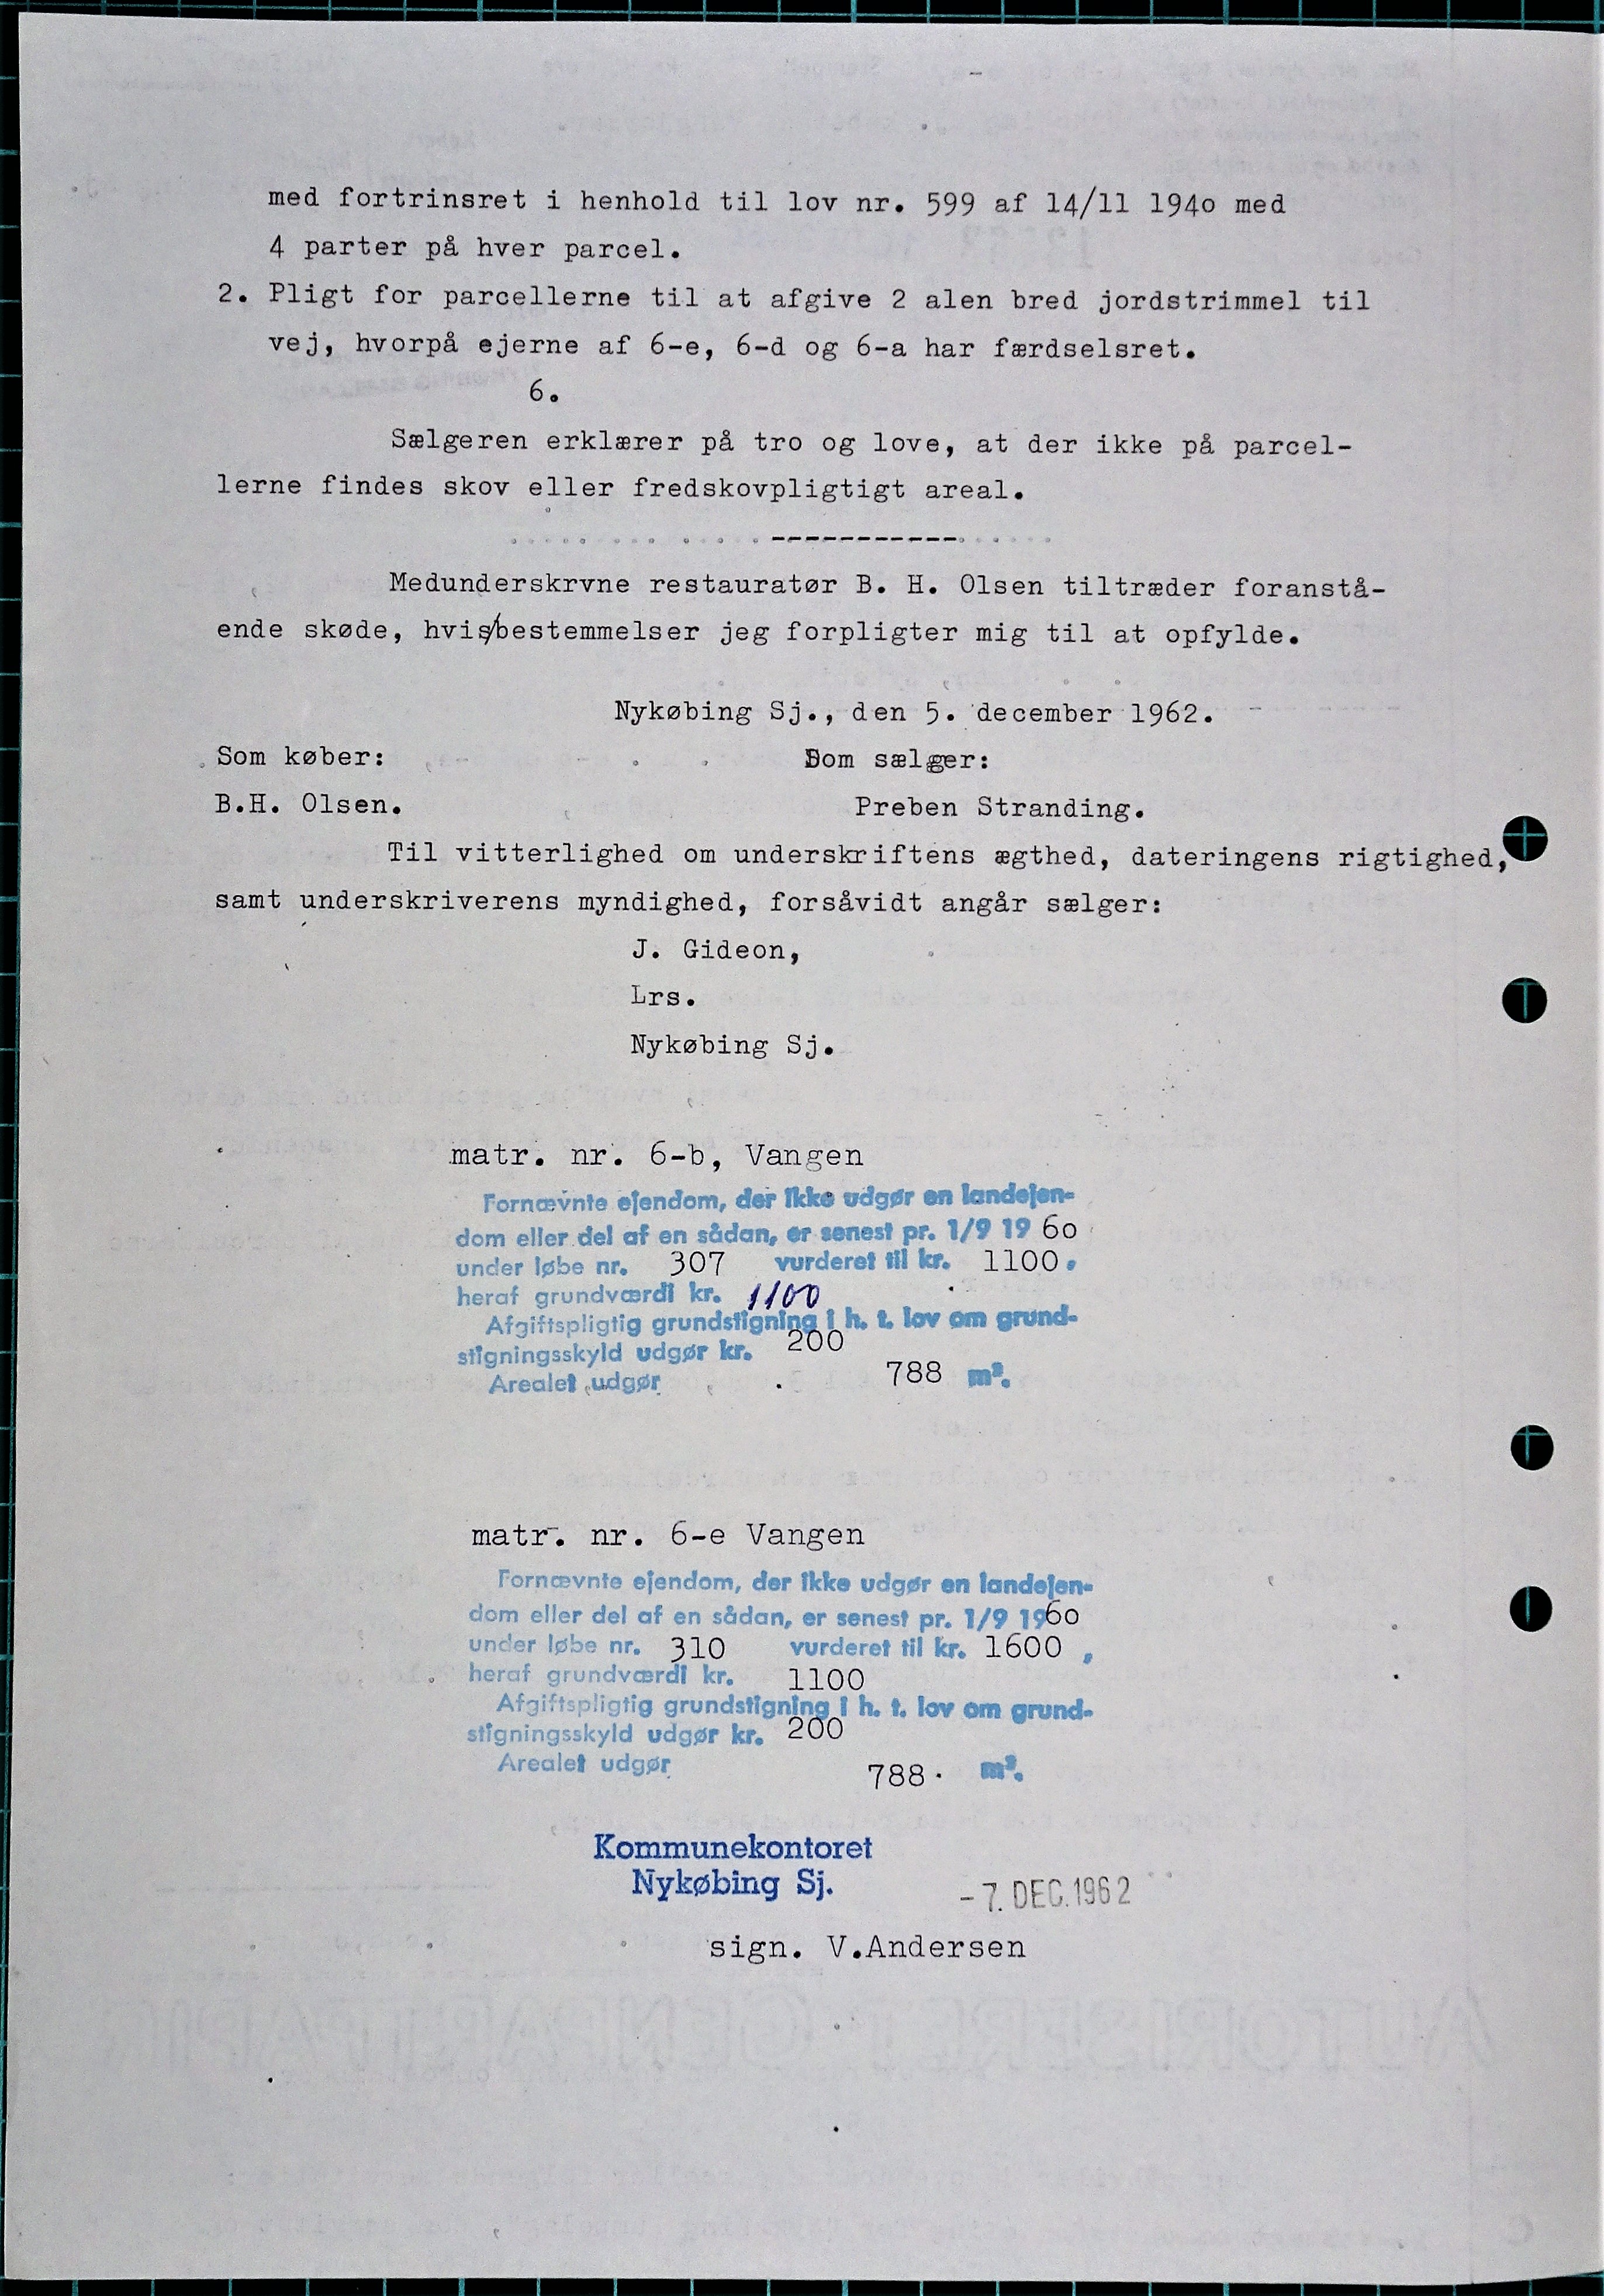 med fortrinsret i henhold til lov nr. 599 af 14/11 194o med
4 parter på hver parcel.
2. Pligt for parcellerne til at afgive 2 alen bred jordstrimmel til
vej, hvorpå ejerne af 6-e, 6-d og 6-a har færdselsret.
6.
Sælgeren erklærer på tro og love, at der ikke på parcel-
lerne findes skov eller fredskovpligtigt areal.
-----------
Medunderskrvne restauratør B. H. Olsen tiltræder foranstå-
ende skøde, hvis/bestemmelser jeg forpligter mig til at opfylde.
Nykøbing Sj., den 5. december 1962.
Som køber: Som sælger:
B.H. Olsen. Preben Stranding.
Til vitterlighed om underskriftens ægthed, dateringens rigtighed,
samt underskriverens myndighed, forsåvidt angår sælger:
J. Gideon,
Lrs.
Nykøbing Sj.
matr. nr. 6-b, Vangen
Fornævnte ejendom, der ikke udgør en landejen-
dom eller del af en sådan, er senest pr. 1/9 19 6o
under løbe nr. 307 vurderet til kr. 1100.
heraf grundværdi kr. 1100
Afgiftspligtig grundstigning i h. t. lov om grund-
stigningsskyld udgør kr. 200
Arealet udgør 788 m².
matr. nr. 6-e Vangen
Fornævnte ejendom, der ikke udgør en landejen-
dom eller del af en sådan, er senest pr. 1/9 1960
under løbe nr. 310 vurderet til kr. 1600 ,
heraf grundværdi kr. 1100
Afgiftspligtig grundstigning i h. t. lov om grund-
stigningsskyld udgør kr. 200
Arealet udgør 788. m².
Kommunekontoret
Nykøbing Sj. - 7. DEC. 1962
sign. V.Andersen